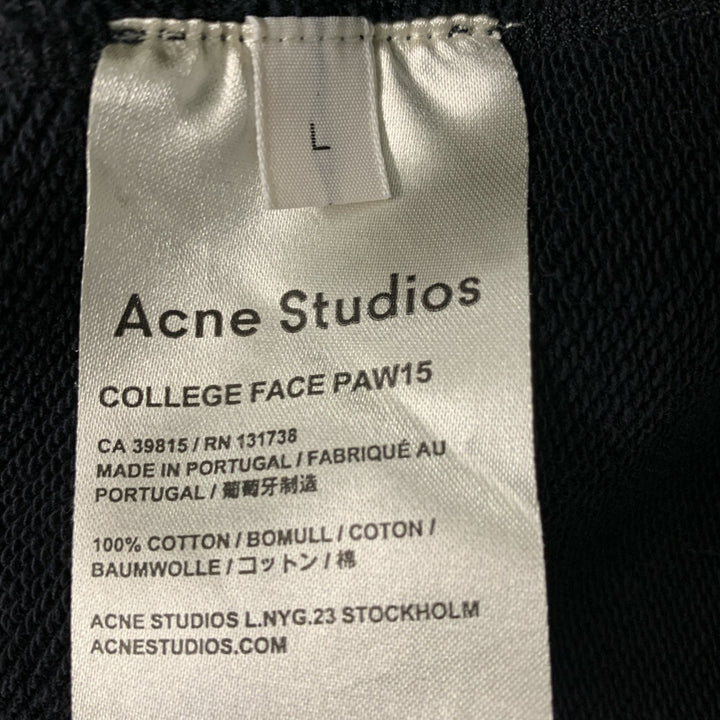 L
Acne Studios
COLLEGE FACE PAW15
CA 39815 / RN 131738
MADE IN PORTUGAL / FABRIQUÉ AU
PORTUGAL / 葡萄牙制造
100% COTTON / BOMULL / COTON /
BAUMWOLLE / コットン / 棉
ACNE STUDIOS L.NYG.23 STOCKHOLM
ACNESTUDIOS.COM